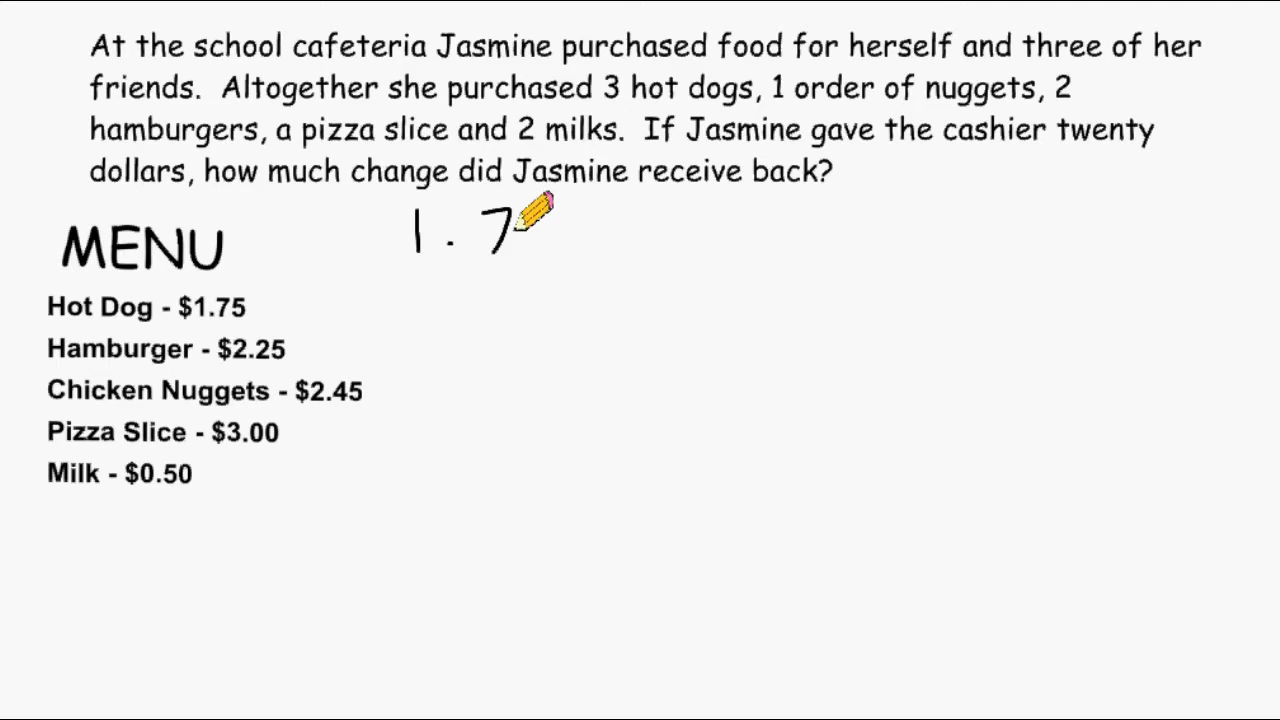 At the school cafeteria Jasmine purchased food for herself and three of her
friends. Altogether she purchased 3 hot dogs, 1 order of nuggets, 2
hamburgers, a pizza slice and 2 milks. If Jasmine gave the cashier twenty
dollars, how much change did Jasmine receive back?
1.7
MENU
Hot Dog - $1.75
Hamburger - $2.25
Chicken Nuggets - $2.45
Pizza Slice - $3.00
Milk - $0.50